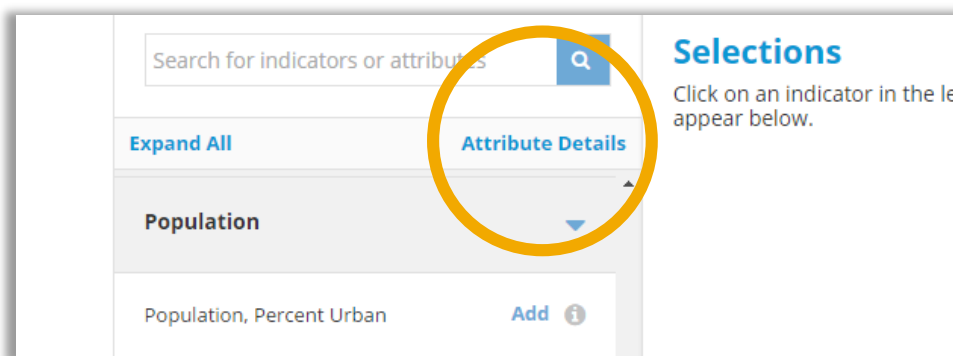 Search for indicators or attributes
Selections
Click on an indicator in the
appear below.
Expand All
Attribute Details
Population
Population, Percent Urban
Add